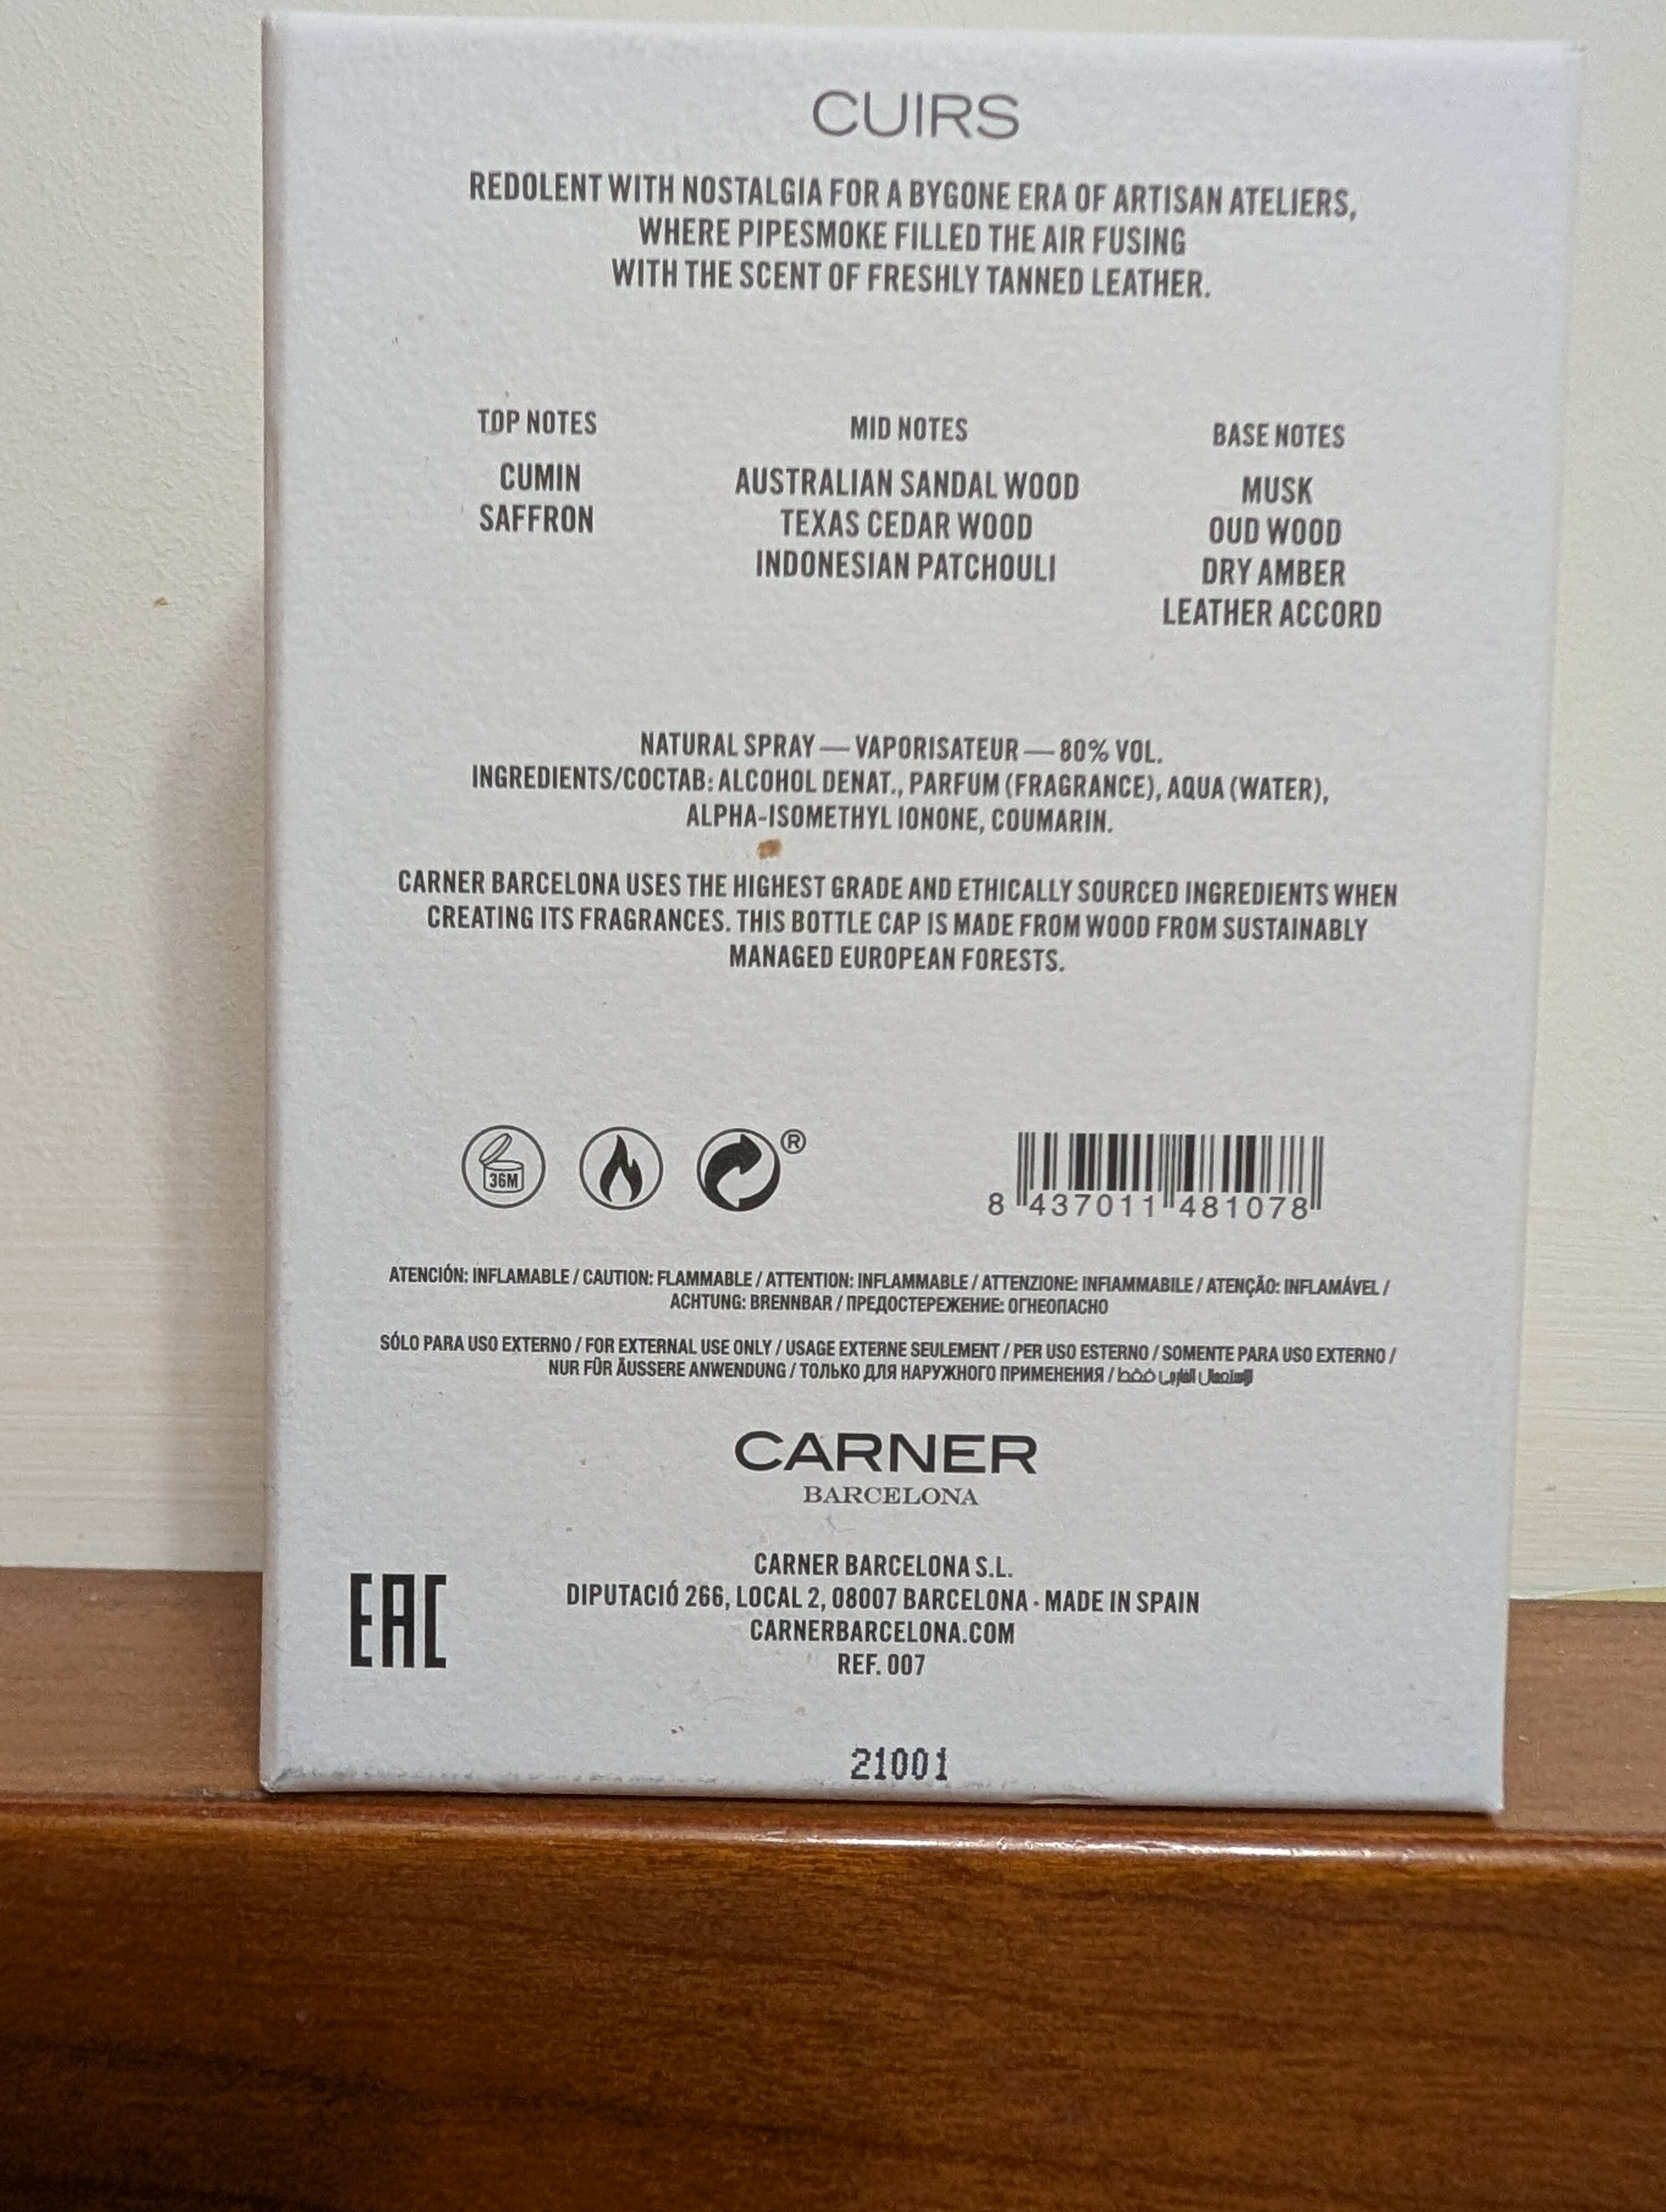 CUIRS
REDOLENT WITH NOSTALGIA FOR A BYGONE ERA OF ARTISAN ATELIERS,
WHERE PIPESMOKE FILLED THE AIR FUSING
WITH THE SCENT OF FRESHLY TANNED LEATHER.
TOP NOTES
CUMIN
SAFFRON
MID NOTES
AUSTRALIAN SANDAL WOOD
TEXAS CEDAR WOOD
INDONESIAN PATCHOULI
BASE NOTES
MUSK
OUD WOOD
DRY AMBER
LEATHER ACCORD
NATURAL SPRAY — VAPORISATEUR — 80% VOL.
INGREDIENTS/COCTAB: ALCOHOL DENAT., PARFUM (FRAGRANCE), AQUA (WATER),
ALPHA-ISOMETHYL IONONE, COUMARIN.
CARNER BARCELONA USES THE HIGHEST GRADE AND ETHICALLY SOURCED INGREDIENTS WHEN
CREATING ITS FRAGRANCES. THIS BOTTLE CAP IS MADE FROM WOOD FROM SUSTAINABLY
MANAGED EUROPEAN FORESTS.
36M
®
8 437011 481078
ATENCIÓN: INFLAMABLE / CAUTION: FLAMMABLE / ATTENTION: INFLAMMABLE / ATTENZIONE: INFIAMMABILE / ATENÇÃO: INFLAMÁVEL /
ACHTUNG: BRENNBAR / ПРЕДОСТЕРЕЖЕНИЕ: ОГНЕОПАСНО
SÓLO PARA USO EXTERNO / FOR EXTERNAL USE ONLY / USAGE EXTERNE SEULEMENT / PER USO ESTERNO / SOMENTE PARA USO EXTERNO /
NUR FÜR ÄUSSERE ANWENDUNG / ТОЛЬКО ДЛЯ НАРУЖНОГО ПРИМЕНЕНИЯ / فقط
CARNER
BARCELONA
EAC
CARNER BARCELONA S.L.
DIPUTACIÓ 266, LOCAL 2, 08007 BARCELONA · MADE IN SPAIN
CARNERBARCELONA.COM
REF. 007
21001